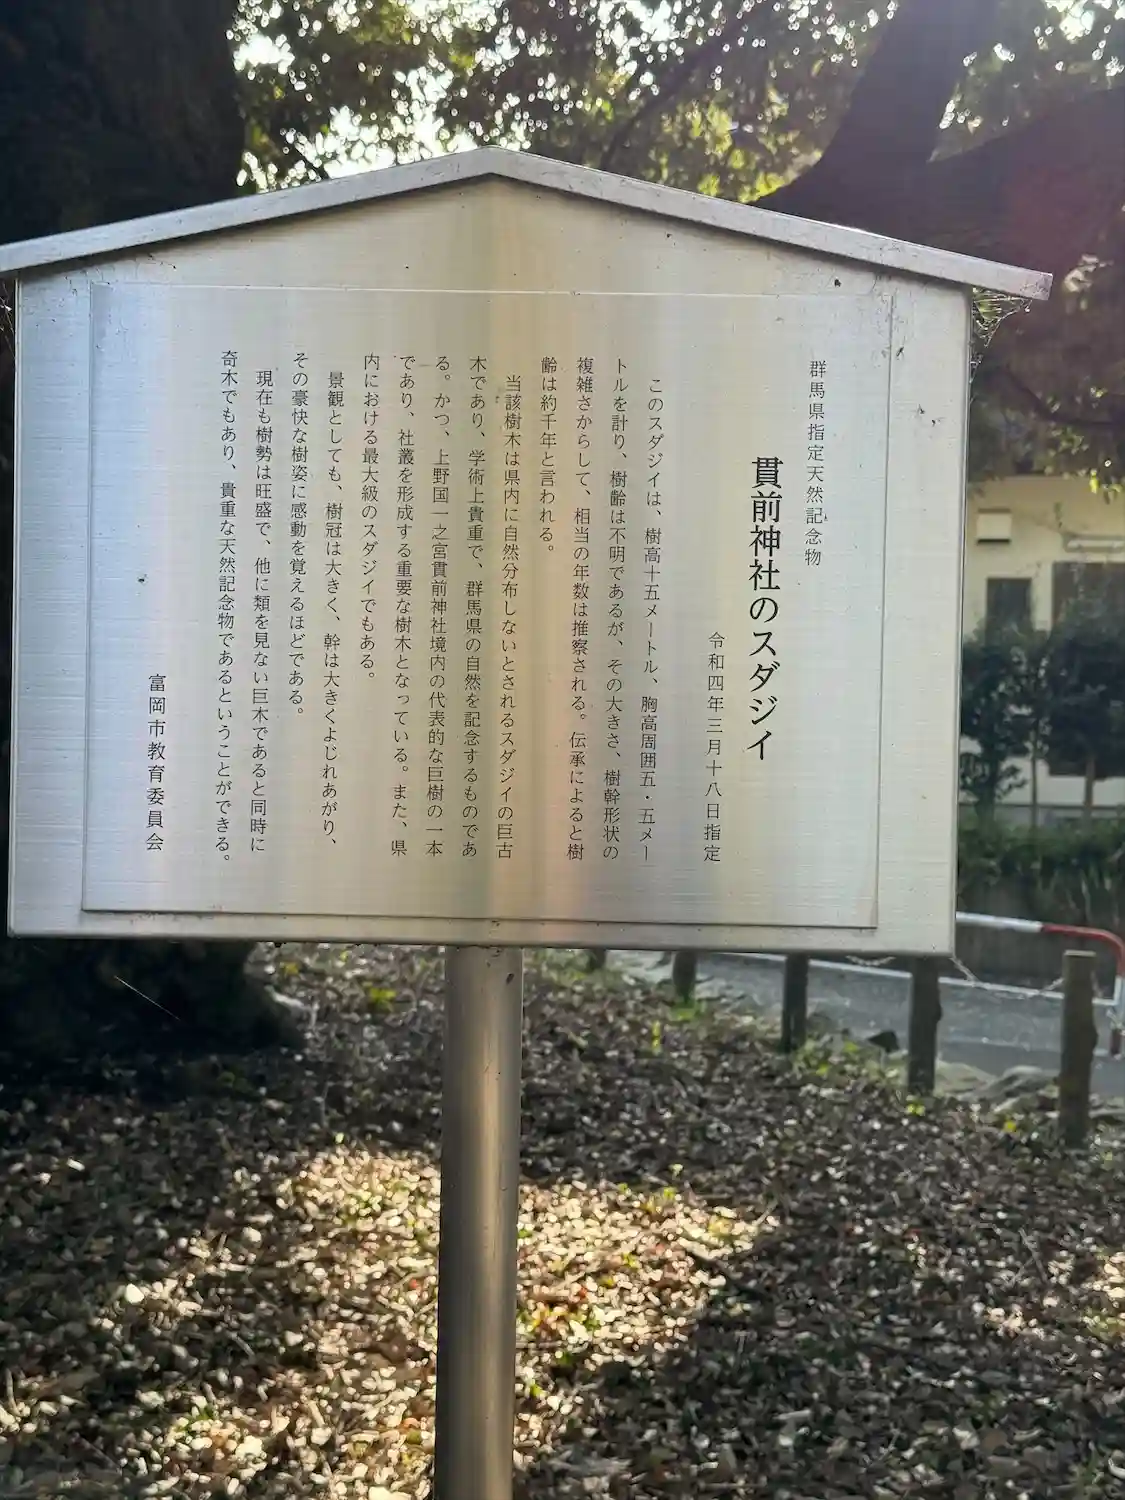 群馬県指定天然記念物
貫前神社のスダジイ
令和四年三月十八日指定
このスダジイは、樹高十五メートル、胸高周囲五・五メー
トルを計り、樹齢は不明であるが、その大きさ、樹幹形状の
複雑さからして、相当の年数は推察される。伝承によると樹
齢は約千年と言われる。
当該樹木は県内に自然分布しないとされるスダジイの巨古
木であり、学術上貴重で、群馬県の自然を記念するものであ
る。かつ、上野国一之宮貫前神社境内の代表的な巨樹の一本
であり、社叢を形成する重要な樹木となっている。また、県
内における最大級のスダジイでもある。
景観としても、樹冠は大きく、幹は大きくよじれあがり、
その豪快な樹姿に感動を覚えるほどである。
現在も樹勢は旺盛で、他に類を見ない巨木であると同時に
奇木でもあり、貴重な天然記念物であるということができる。
富岡市教育委員会